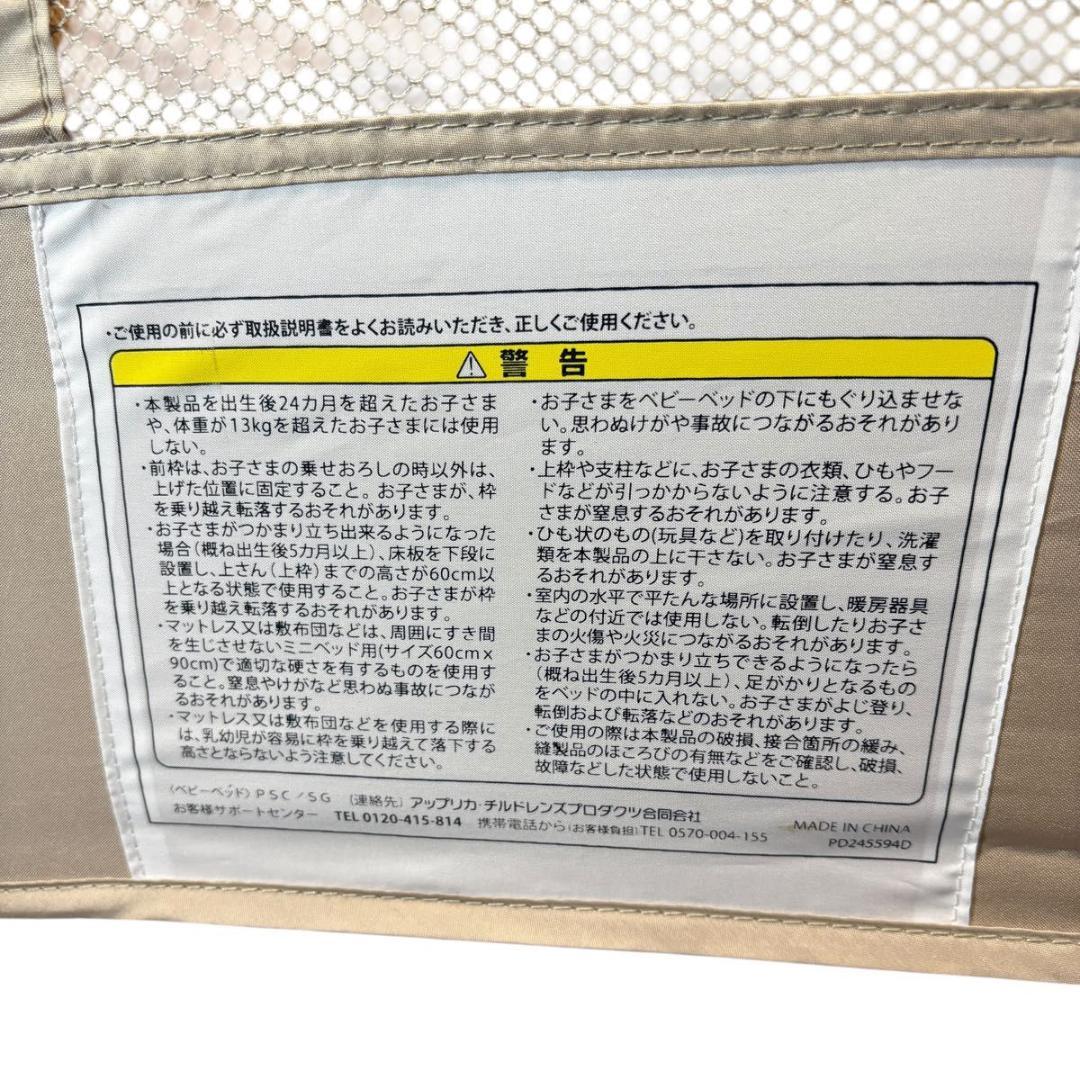 ・ご使用の前に必ず取扱説明書をよくお読みいただき、正しくご使用ください。
⚠警告
・本製品を出生後24カ月を超えたお子さま
や、体重が13kgを超えたお子さまには使用
しない。
・前枠は、お子さまの乗せおろしの時以外は、
上げた位置に固定すること。お子さまが、枠
を乗り越え転落するおそれがあります。
・お子さまがつかまり立ち出来るようになった
場合(概ね出生後5カ月以上)、床板を下段に
設置し、上さん(上枠)までの高さが60cm以
上となる状態で使用すること。お子さまが枠
を乗り越え転落するおそれがあります。
・マットレス又は敷布団などは、周囲にすき間
を生じさせないミニベッド用(サイズ60cmx
90cm)で適切な硬さを有するものを使用す
ること。窒息やけがなど思わぬ事故につなが
るおそれがあります。
・マットレス又は敷布団などを使用する際に
は、乳幼児が容易に枠を乗り越えて落下する
高さとならないよう注意してください。
・お子さまをベビーベッドの下にもぐり込ませな
い。思わぬけがや事故につながるおそれがあり
ます。
・上枠や支柱などに、お子さまの衣類、ひもやフー
ドなどが引っかからないように注意する。お子
さまが窒息するおそれがあります。
・ひも状のもの(玩具など)を取り付けたり、洗濯
類を本製品の上に干さない。お子さまが窒息す
るおそれがあります。
・室内の水平で平たんな場所に設置し、暖房器具
などの付近では使用しない。転倒したりお子さ
まの火傷や火災につながるおそれがあります。
・お子さまがつかまり立ちできるようになったら
(概ね出生後5カ月以上)、足がかりとなるもの
をベッドの中に入れない。お子さまがよじ登り、
転倒および転落などのおそれがあります。
・ご使用の際は本製品の破損、接合箇所の緩み、
縫製品のほころびの有無などをご確認し、破損、
故障などした状態で使用しないこと。
〈ベビーベッド〉PSC/SG (連絡先) アップリカ・チルドレンズプロダクツ合同会社
お客様サポートセンター TEL 0120-415-814 携帯電話から(お客様負担)TEL 0570-004-155
MADE IN CHINA
PD245594D